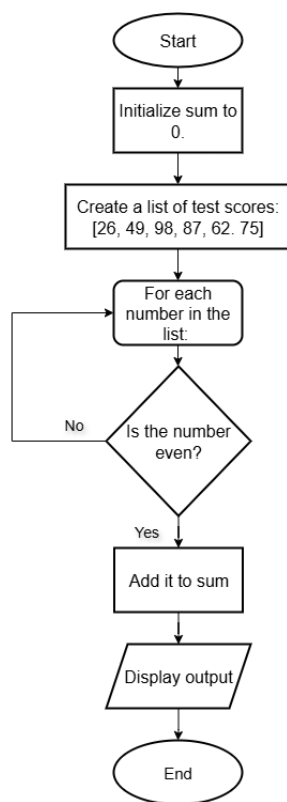 Start
Initialize sum to
0.
Create a list of test scores:
[26, 49, 98, 87, 62. 75]
For each
number in the
list:
No
Is the number
even?
Yes
Add it to sum
Display output
End